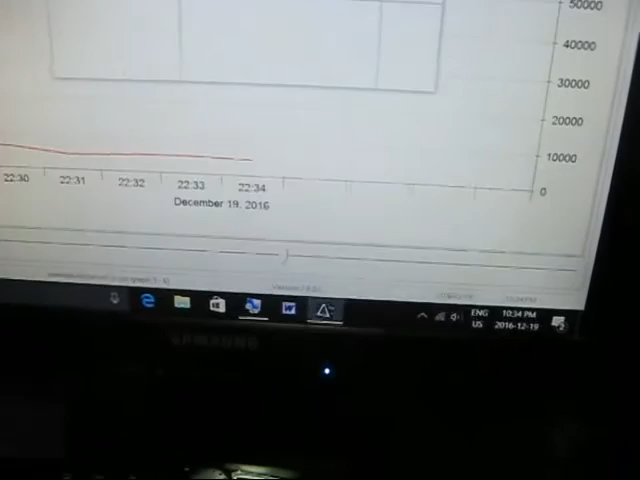 50000
40000
30000
20000
10000
0
22:30 22:31 22:32 22:33 22:34
December 19, 2016
ENG 10:34 PM
US 2016-12-19
SAMSUNG